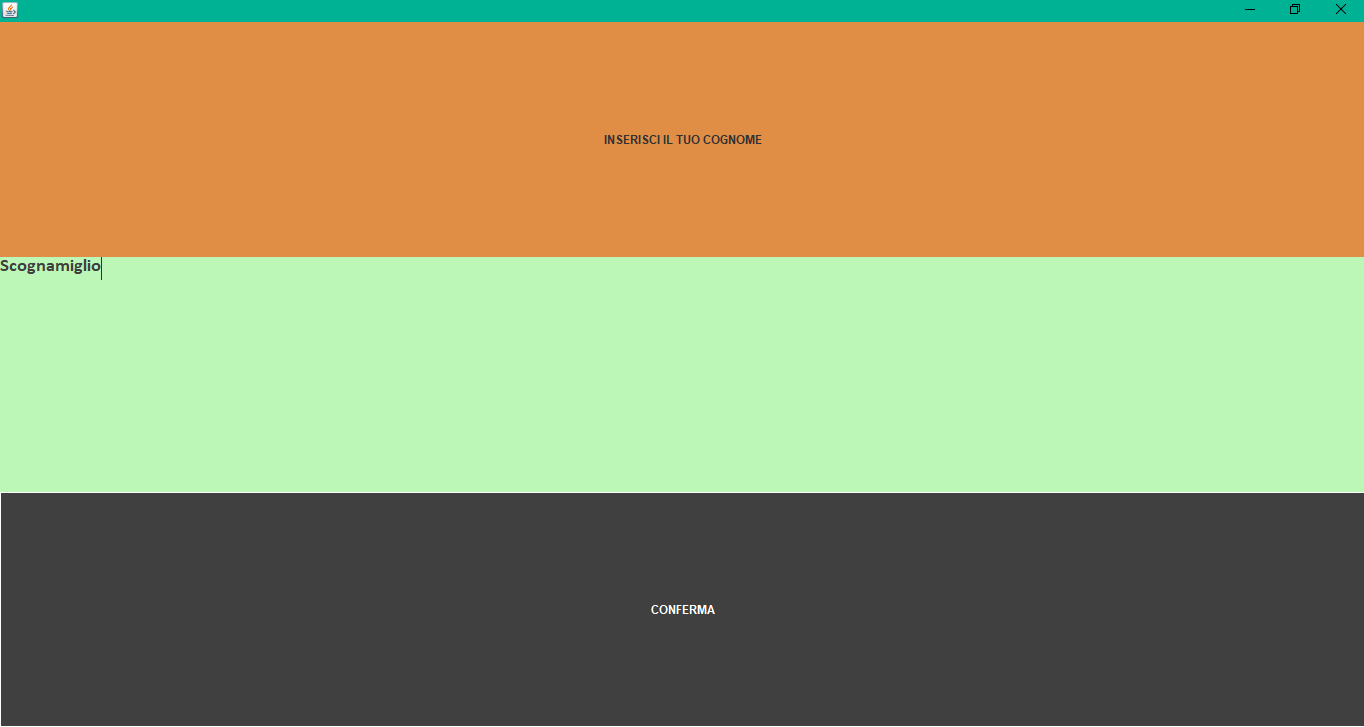 INSERISCI IL TUO COGNOME
Scognamiglio
CONFERMA